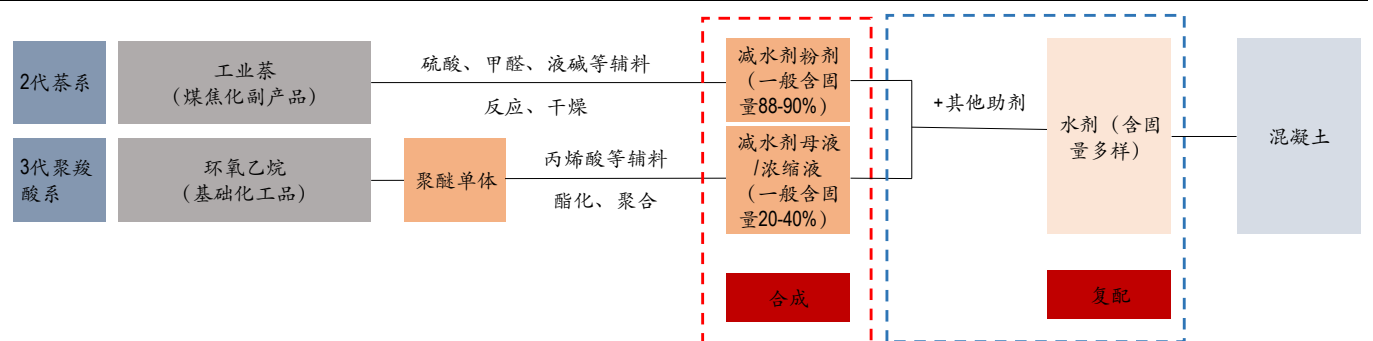 2代萘系
工业萘
（煤焦化副产品）
硫酸、甲醛、液碱等辅料
反应、干燥
减水剂粉剂
（一般含固
量88-90%）
3代聚羧
酸系
环氧乙烷
（基础化工品）
聚醚单体
丙烯酸等辅料
酯化、聚合
减水剂母液
/浓缩液
（一般含固
量20-40%）
+其他助剂
水剂（含固
量多样）
混凝土
合成
复配